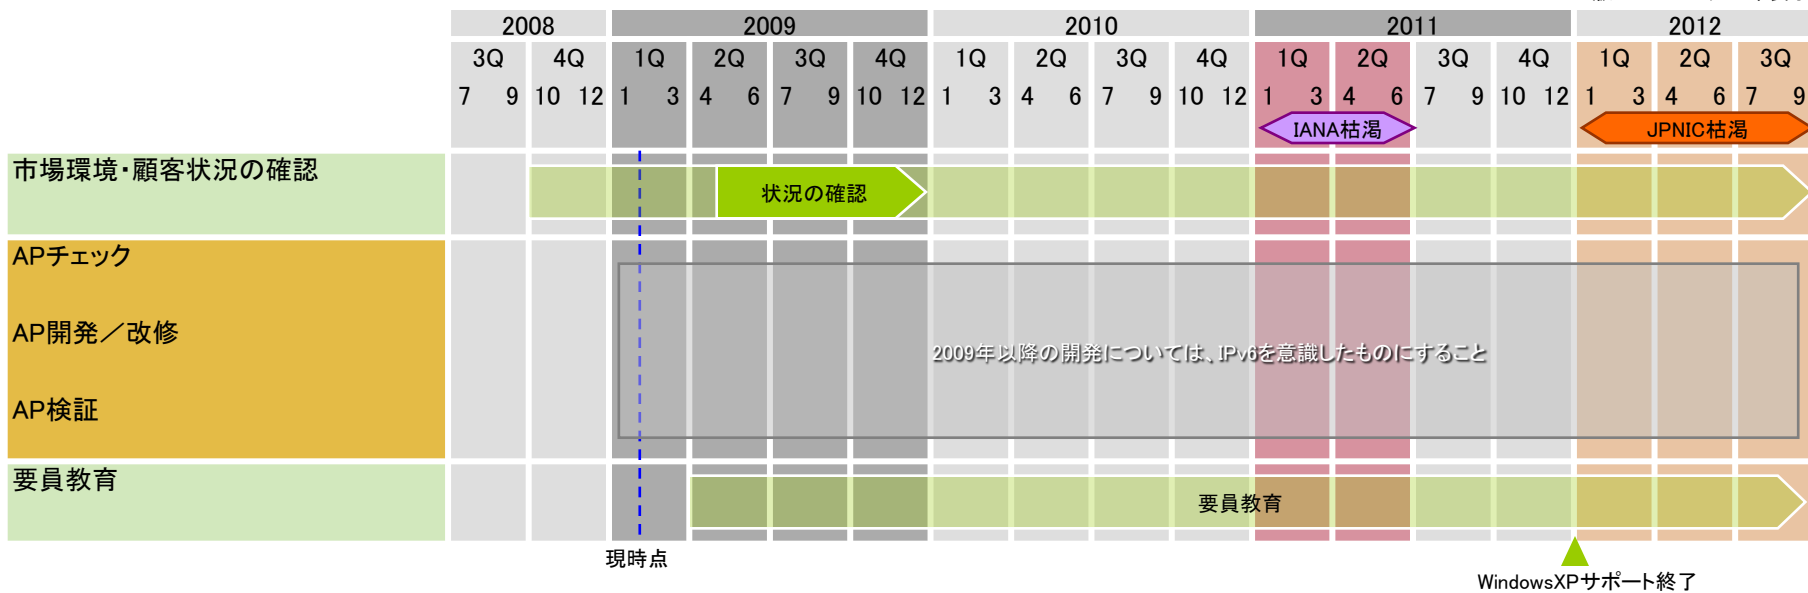 2008 2009 2010 2011 2012
3Q 4Q 1Q 2Q 3Q 4Q 1Q 2Q 3Q 4Q 1Q 2Q 3Q 4Q 1Q 2Q 3Q
7 9 10 12 1 3 4 6 7 9 10 12 1 3 4 6 7 9 10 12 1 3 4 6 7 9 10 12 1 3 4 6 7 9
IANA枯渇 JPNIC枯渇
市場環境・顧客状況の確認
状況の確認
APチェック
AP開発／改修
2009年以降の開発については、IPv6を意識したものにすること
AP検証
要員教育
要員教育
現時点
WindowsXPサポート終了